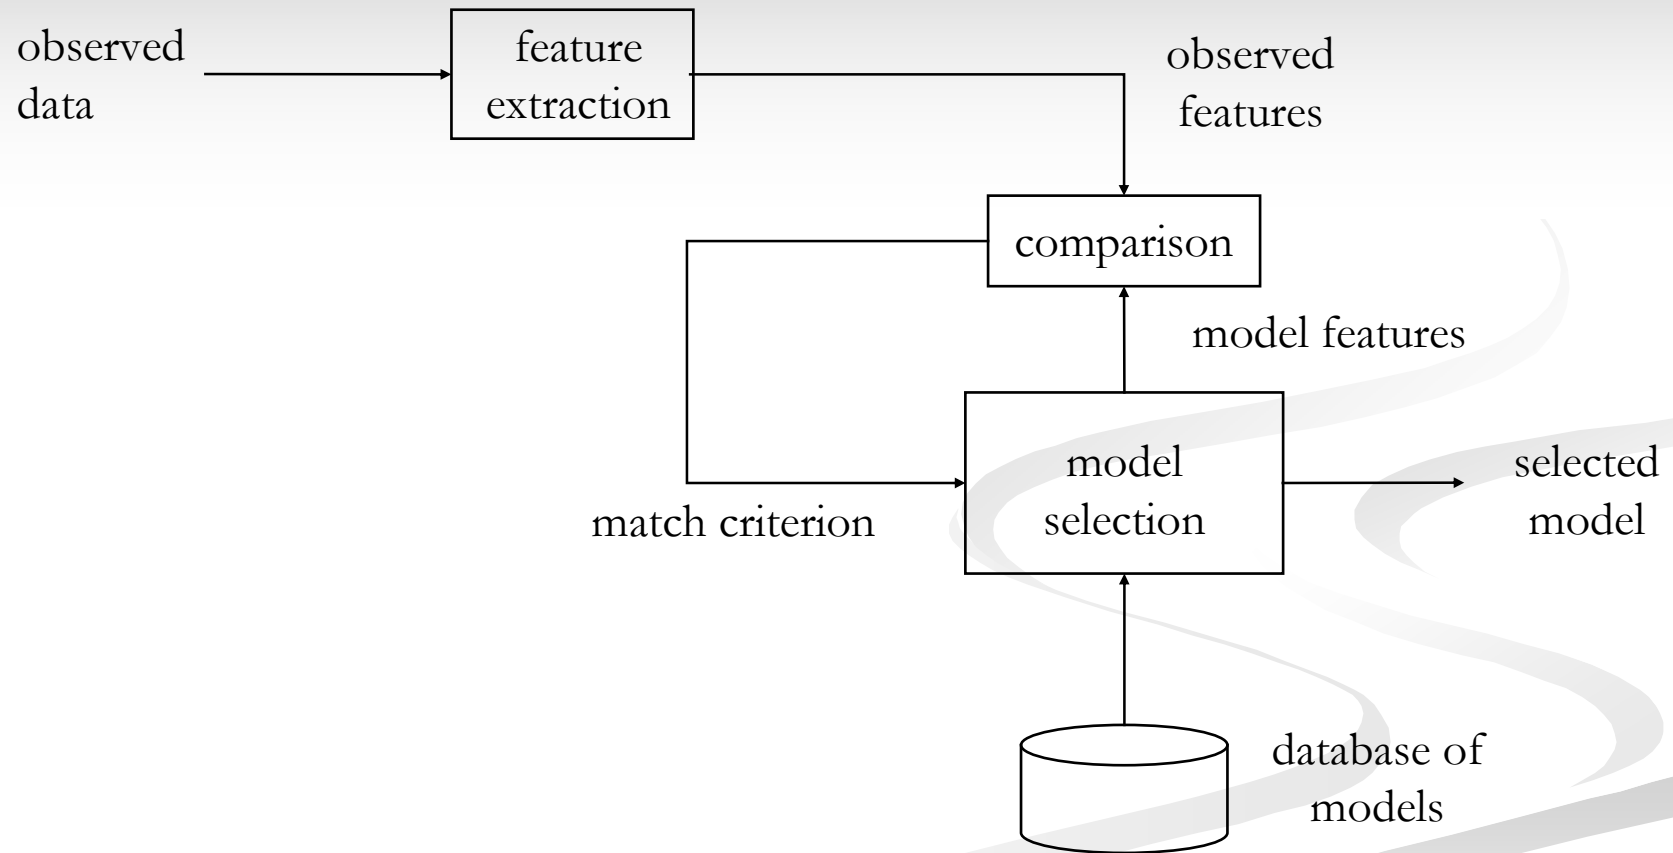 observed
data
feature
extraction
observed
features
comparison
model features
model
selection
selected
model
match criterion
database of
models